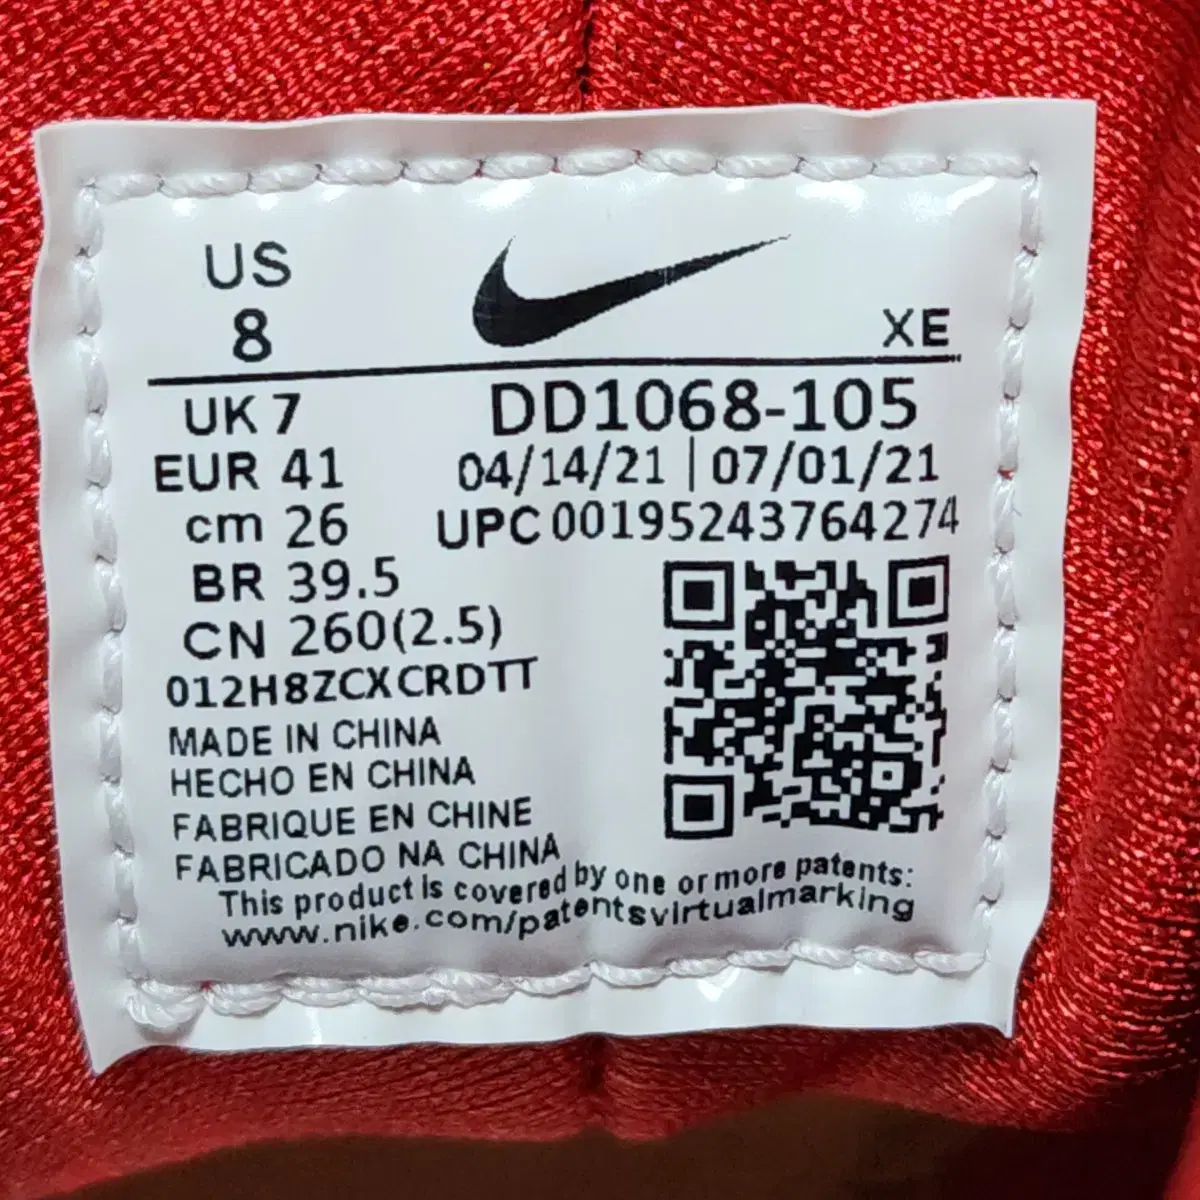 US
8
XE
UK 7
DD1068-105
EUR 41
04/14/21 | 07/01/21
cm 26
UPC 00195243764274
BR 39.5
CN 260(2.5)
012H8ZCXCRDTT
MADE IN CHINA
HECHO EN CHINA
FABRIQUE EN CHINE
FABRICADO NA CHINA
This product is covered by one or more patents:
www.nike.com/patentsvirtualmarking